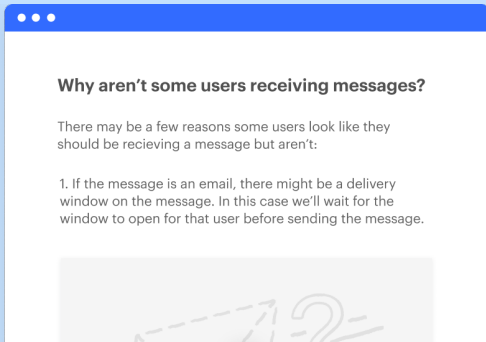 Why aren't some users receiving messages?
There may be a few reasons some users look like they
should be recieving a message but aren't:
1. If the message is an email, there might be a delivery
window on the message. In this case we'll wait for the
window to open for that user before sending the message.